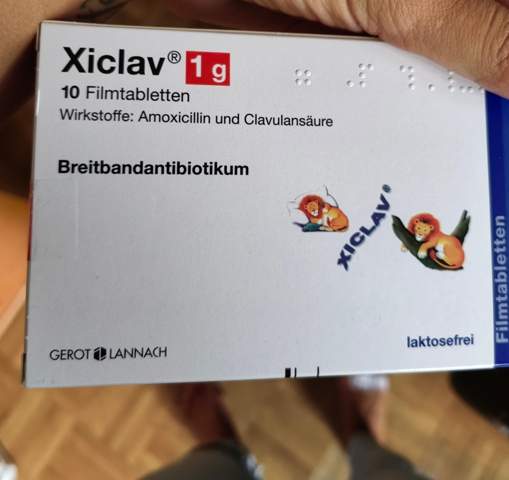 Xiclav® 1 g
10 Filmtabletten
Wirkstoffe: Amoxicillin und Clavulansäure
Breitbandantibiotikum
XICLAV®
laktosefrei
GEROT LANNACH
Filmtabletten